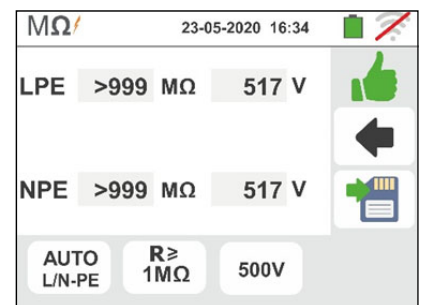 MΩ 23-05-2020 16:34
LPE >999 MΩ 517 V
NPE >999 MΩ 517 V
AUTO L/N-PE
R≥ 1MΩ
500V